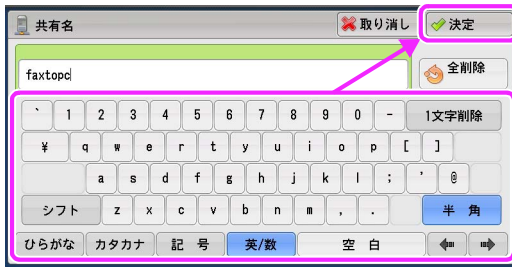 共有名 取り消し 決定
faxtopc 全削除
` 1 2 3 4 5 6 7 8 9 0 - 1文字削除
¥ q w e r t y u i o p [ ]
a s d f g h j k l ; ' @
シフト z x c v b n m , . 半 角
ひらがな カタカナ 記 号 英/数 空 白